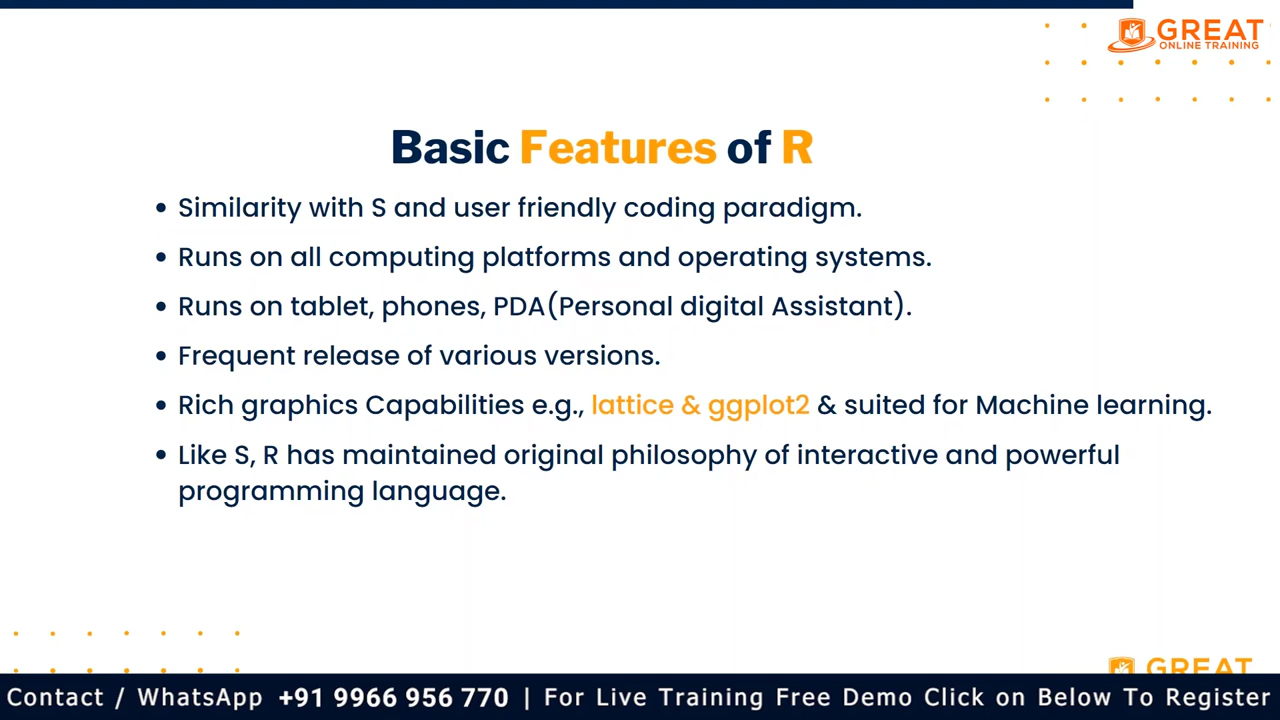 GREAT
ONLINE TRAINING
Basic Features of R
• Similarity with S and user friendly coding paradigm.
• Runs on all computing platforms and operating systems.
• Runs on tablet, phones, PDA(Personal digital Assistant).
• Frequent release of various versions.
• Rich graphics Capabilities e.g., lattice & ggplot2 & suited for Machine learning.
• Like S, R has maintained original philosophy of interactive and powerful
programming language.
GREAT
Contact / WhatsApp +91 9966 956 770 | For Live Training Free Demo Click on Below To Register